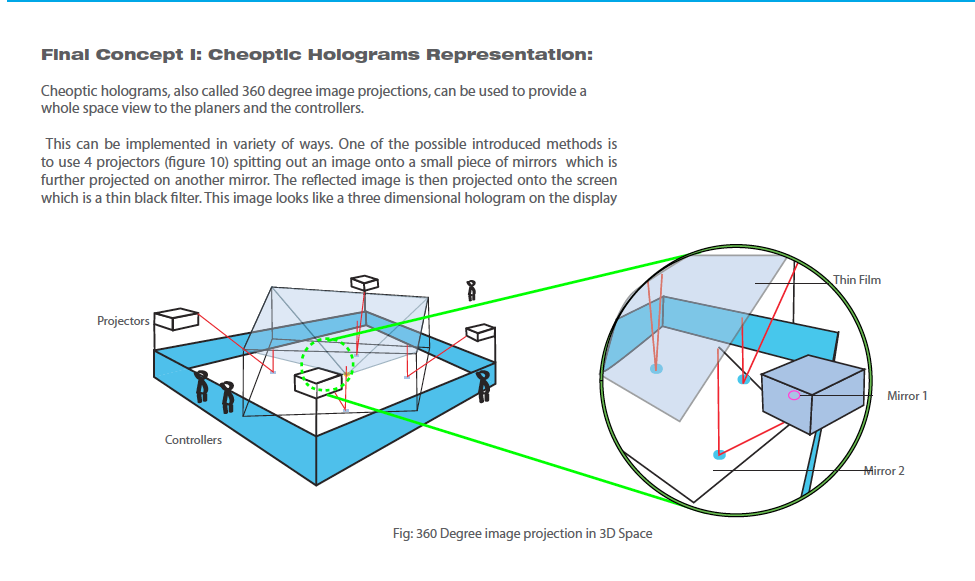 Final Concept I: Cheoptic Holograms Representation:
Cheoptic holograms, also called 360 degree image projections, can be used to provide a
whole space view to the planers and the controllers.
This can be implemented in variety of ways. One of the possible introduced methods is
to use 4 projectors (figure 10) spitting out an image onto a small piece of mirrors which is
further projected on another mirror. The reflected image is then projected onto the screen
which is a thin black filter. This image looks like a three dimensional hologram on the display
Thin Film
Projectors
Mirror 1
Controllers
Mirror 2
Fig: 360 Degree image projection in 3D Space